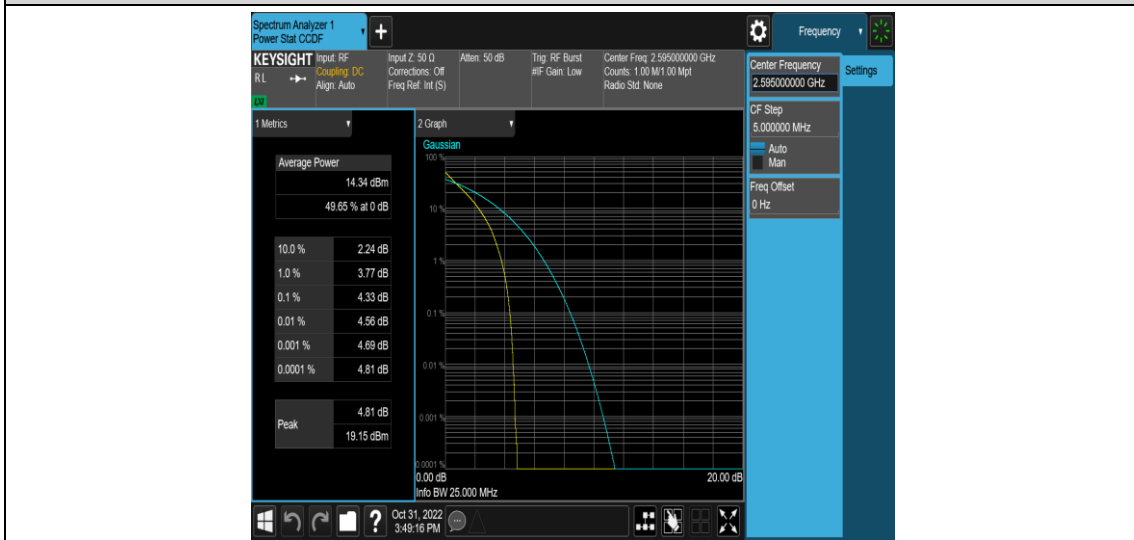 Spectrum Analyzer 1
Power Stat CCDF
+
Frequency
KEYSIGHT
RL
LXI
Input: RF
Coupling: DC
Align: Auto
Input Z: 50 Ω
Corrections: Off
Freq Ref: Int (S)
Atten: 50 dB
Trig: RF Burst
#IF Gain: Low
Center Freq: 2.595000000 GHz
Counts: 1.00 M/1.00 Mpt
Radio Std: None
Center Frequency
2.595000000 GHz
Settings
CF Step
5.000000 MHz
Auto
Man
Freq Offset
0 Hz
1 Metrics
Average Power
14.34 dBm
49.65 % at 0 dB
10.0 % 2.24 dB
1.0 % 3.77 dB
0.1 % 4.33 dB
0.01 % 4.56 dB
0.001 % 4.69 dB
0.0001 % 4.81 dB
Peak
4.81 dB
19.15 dBm
2 Graph
Gaussian
100 %
10 %
1 %
0.1 %
0.01 %
0.001 %
0.0001 %
0.00 dB
20.00 dB
Info BW 25.000 MHz
?
Oct 31, 2022
3:49:16 PM